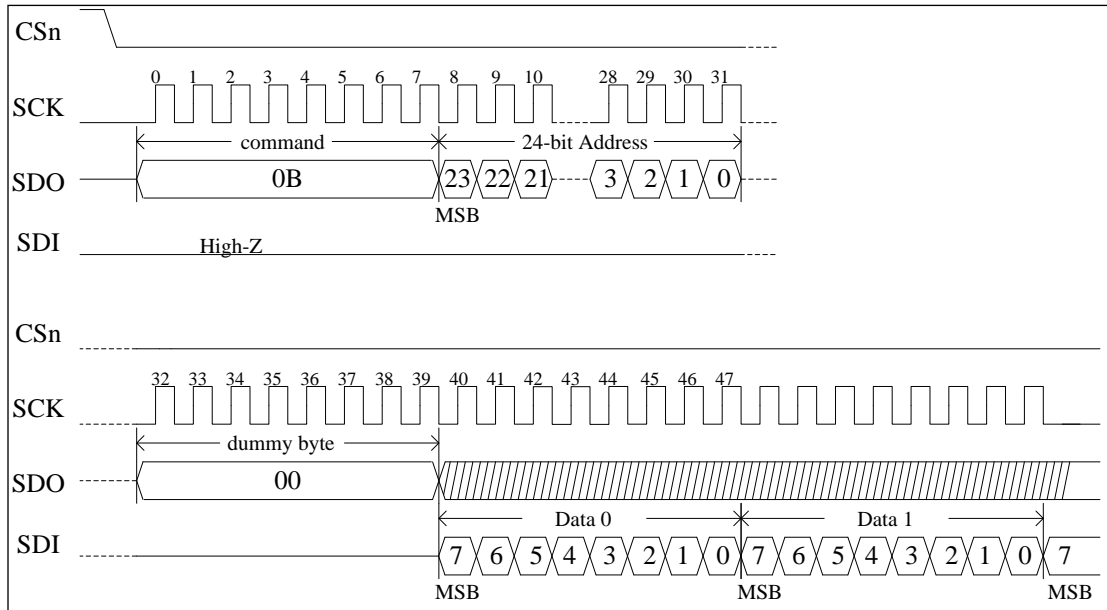 CSn
0 1 2 3 4 5 6 7 8 9 10 28 29 30 31
SCK
command 24-bit Address
SDO 0B 23 22 21 3 2 1 0
MSB
SDI High-Z
CSn
32 33 34 35 36 37 38 39 40 41 42 43 44 45 46 47
SCK
dummy byte
SDO 00
Data 0 Data 1
SDI 7 6 5 4 3 2 1 0 7 6 5 4 3 2 1 0 7
MSB MSB MSB